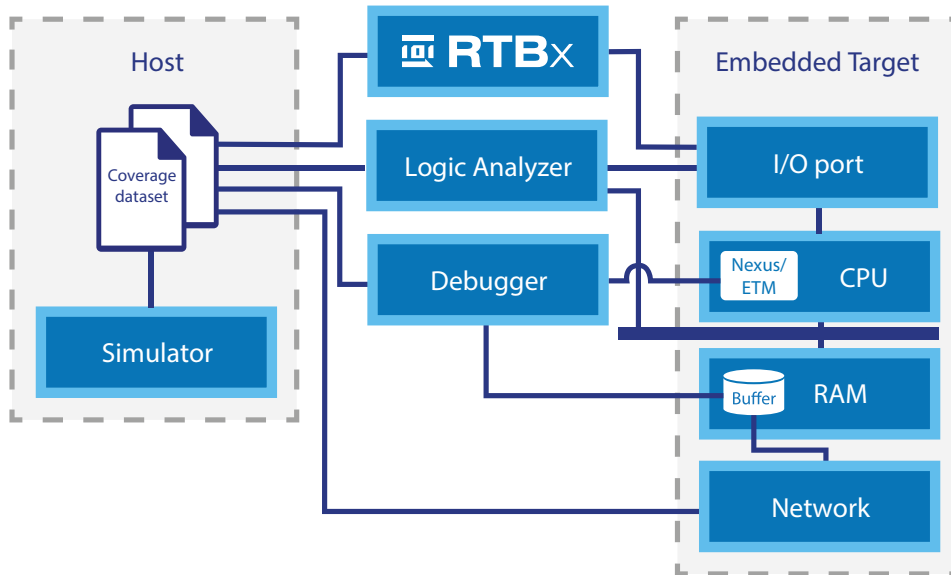 Host
Coverage
dataset
Simulator
RTBx
Logic Analyzer
Debugger
Embedded Target
I/O port
Nexus/
ETM
CPU
Buffer
RAM
Network